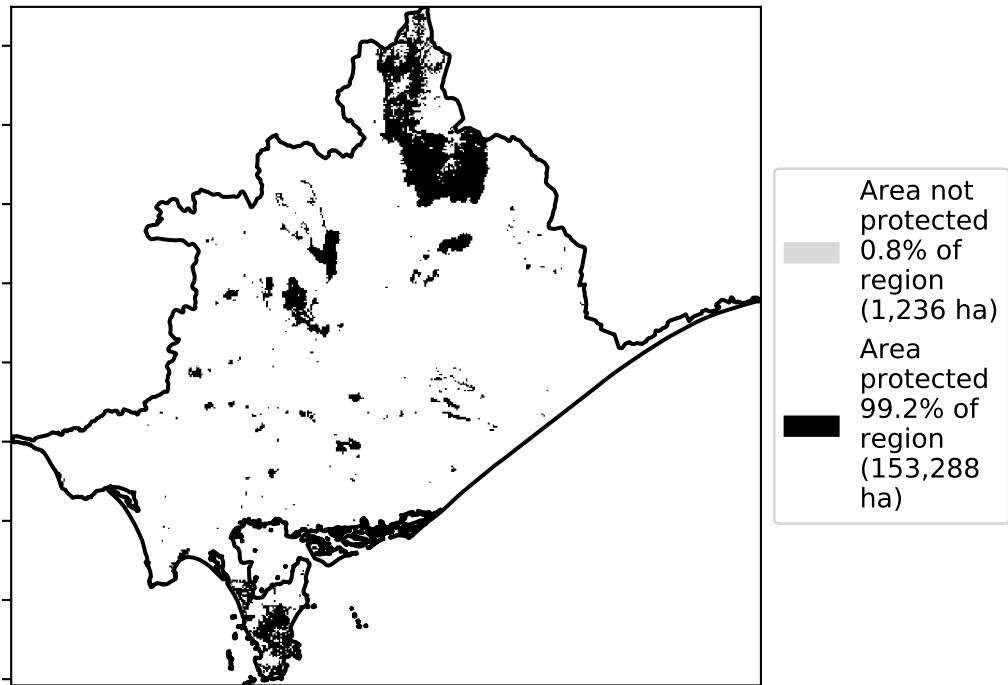 Area not
protected
0.8% of
region
(1,236 ha)
Area
protected
99.2% of
region
(153,288
ha)